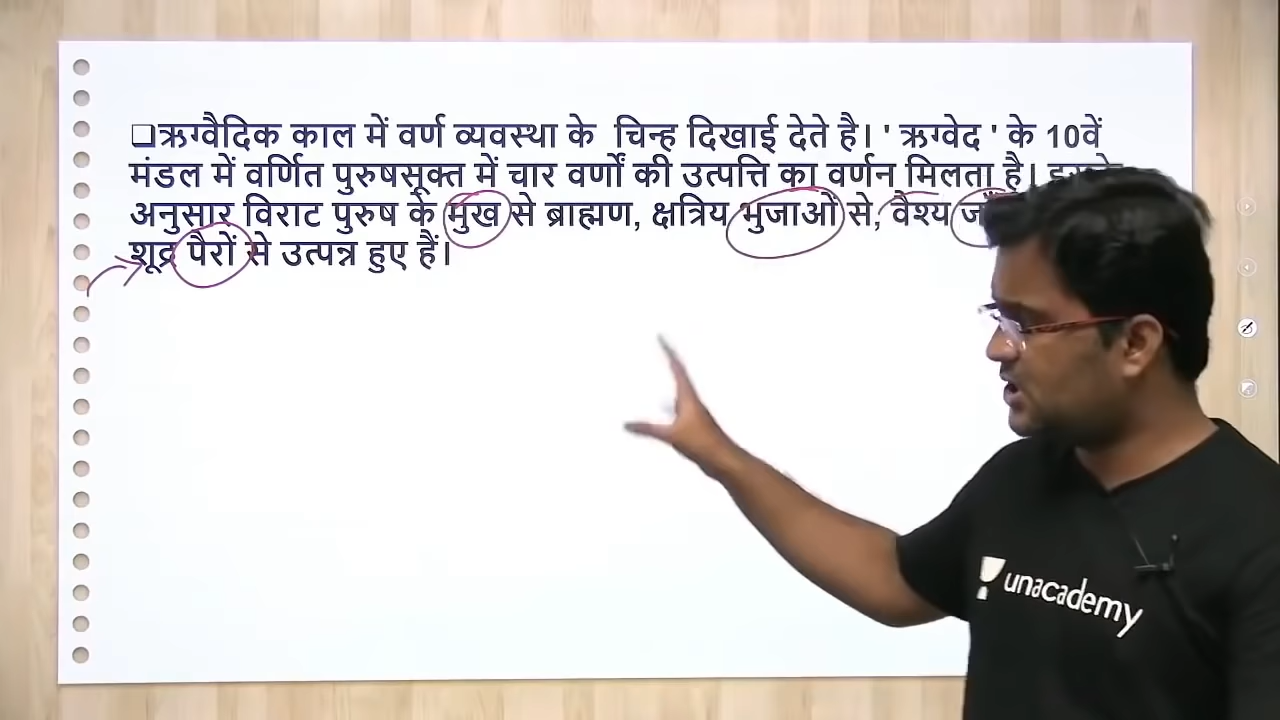 ❑ऋग्वैदिक काल में वर्ण व्यवस्था के चिन्ह दिखाई देते है। ' ऋग्वेद ' के 10वें
मंडल में वर्णित पुरुषसूक्त में चार वर्णों की उत्पत्ति का वर्णन मिलता है।
अनुसार विराट पुरुष के मुख से ब्राह्मण, क्षत्रिय भुजाओं से, वैश्य
शूद्र पैरों से उत्पन्न हुए हैं।
unacademy